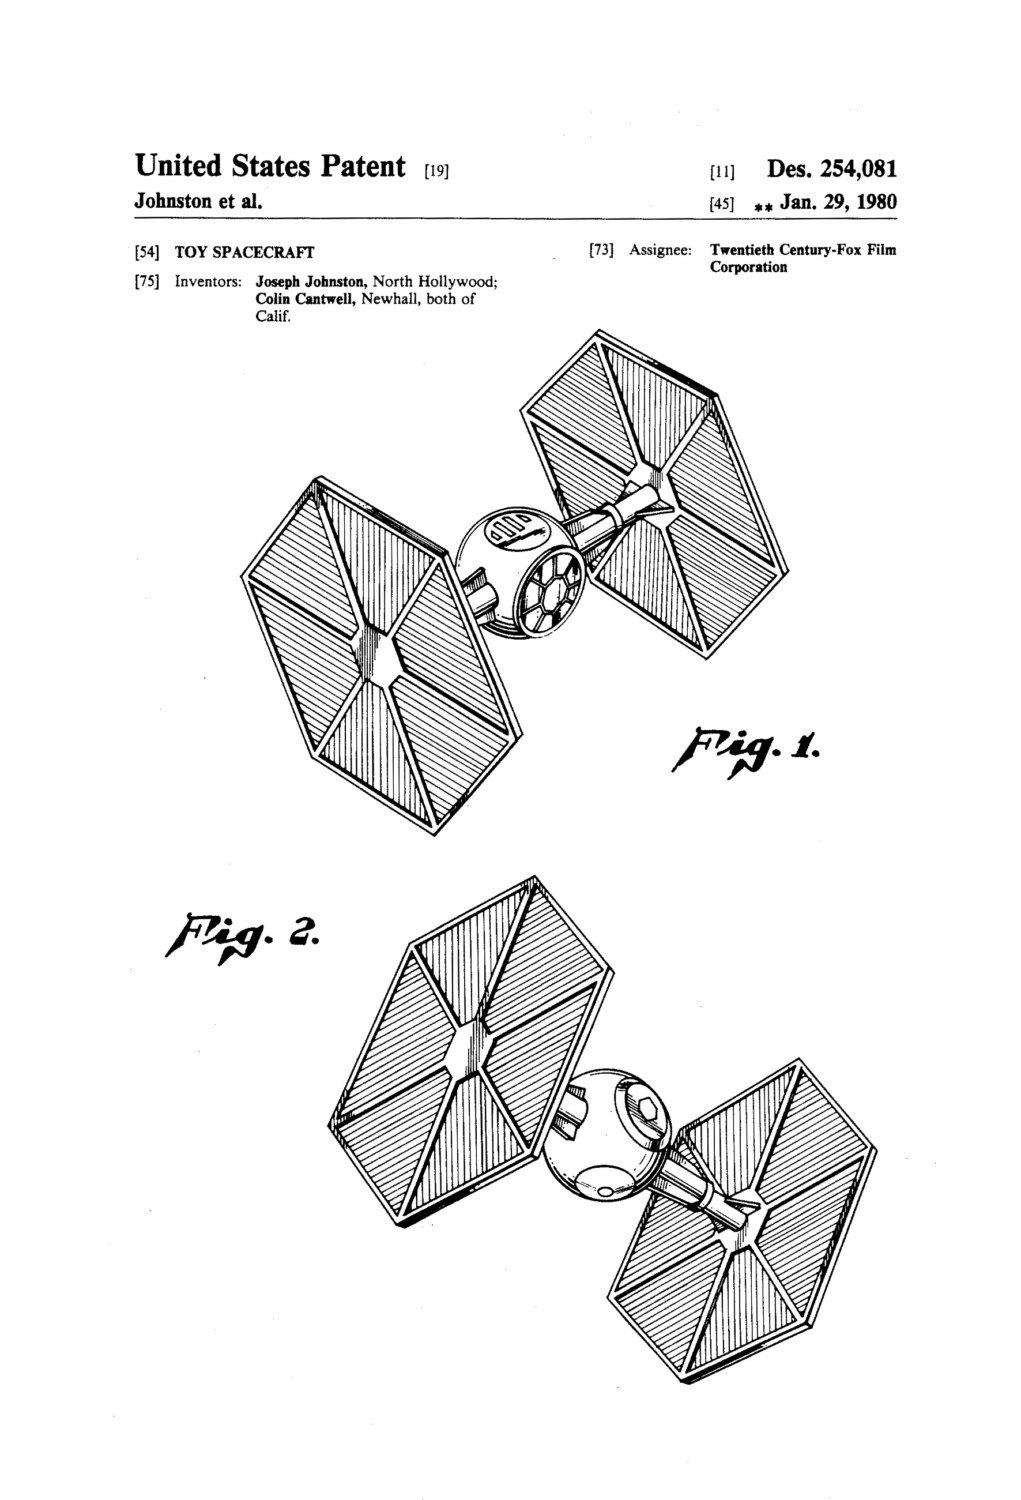 United States Patent [19]
[11] Des. 254,081
Johnston et al.
[45] ** Jan. 29, 1980
[54] TOY SPACECRAFT
[75] Inventors: Joseph Johnston, North Hollywood;
Colin Cantwell, Newhall, both of
Calif.
[73] Assignee: Twentieth Century-Fox Film
Corporation
Fig. 1.
Fig. 2.